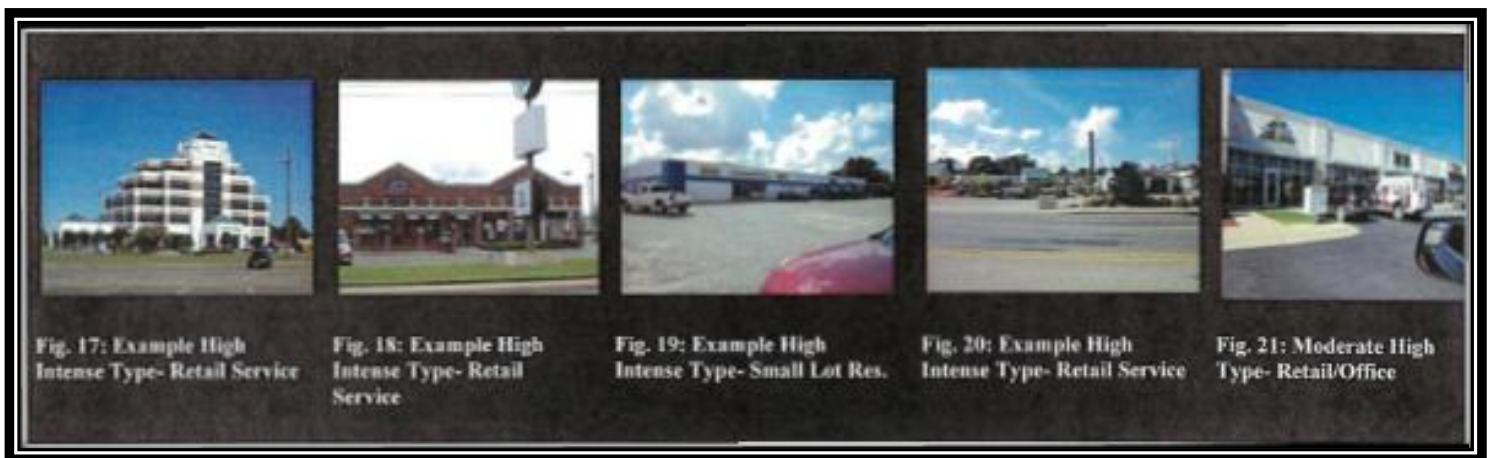 Fig. 17: Example High
Intense Type- Retail Service
Fig. 18: Example High
Intense Type- Retail
Service
Fig. 19: Example High
Intense Type- Small Lot Res.
Fig. 20: Example High
Intense Type- Retail Service
Fig. 21: Moderate High
Type- Retail/Office